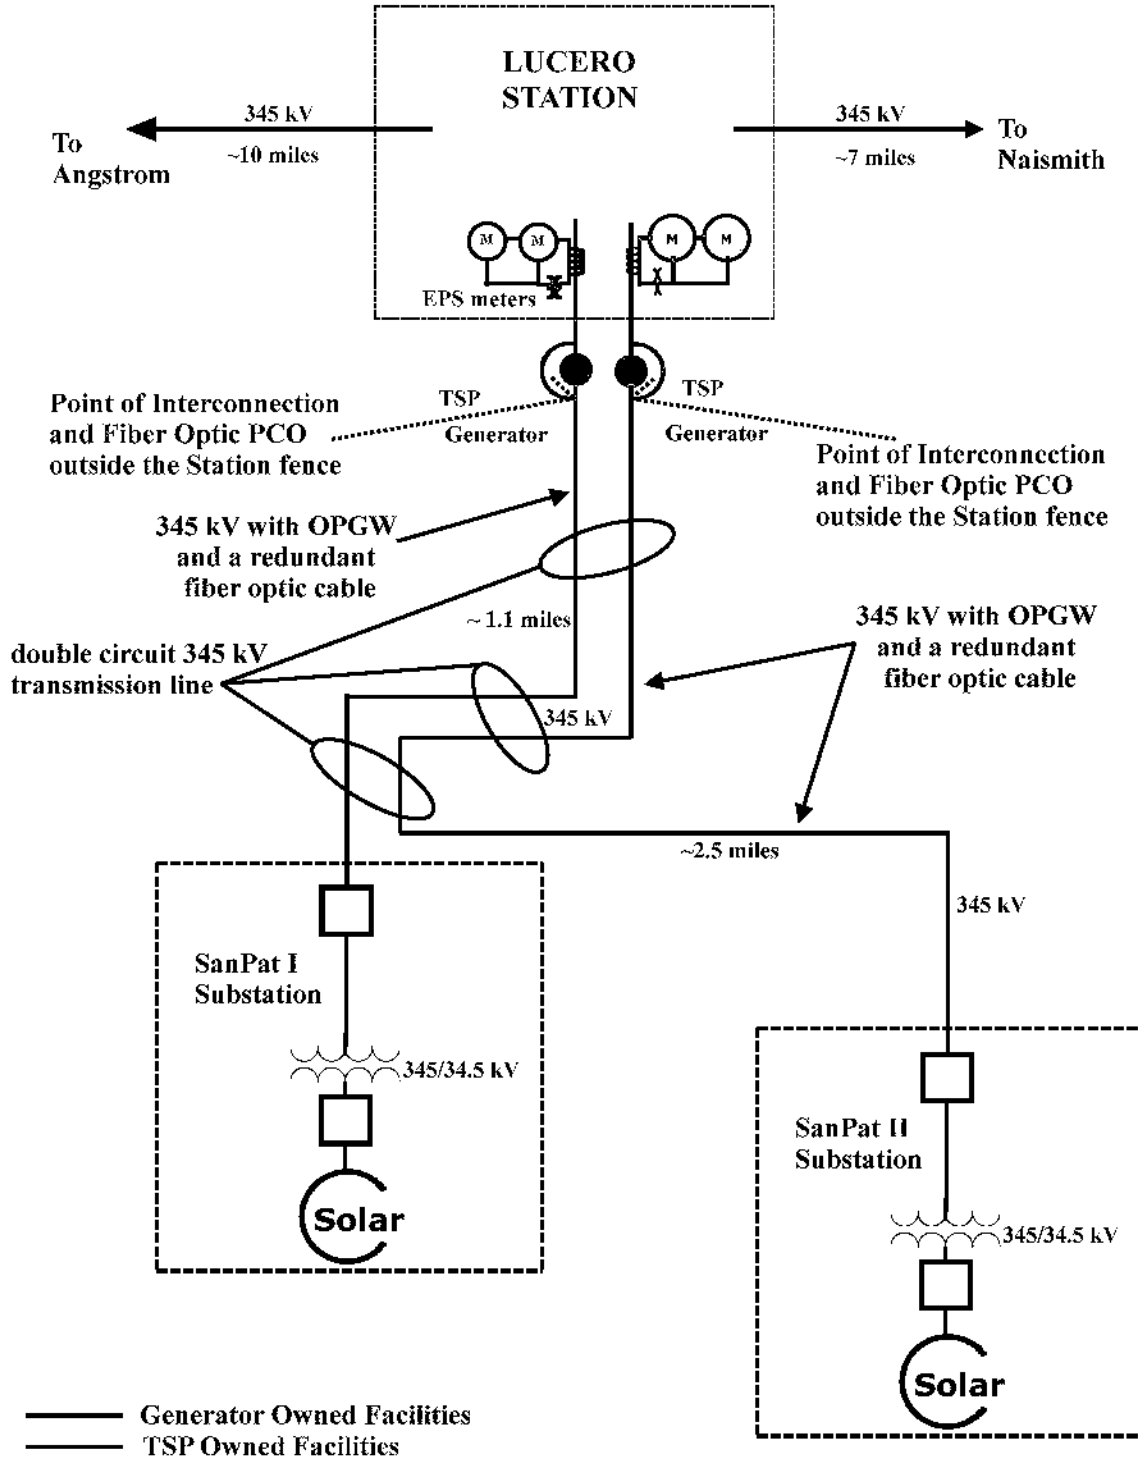 LUCERO
STATION
345 kV
345 kV
To
Angstrom
~10 miles
~7 miles
To
Naismith
M
M
M
M
EPS meters
TSP
Generator
TSP
Generator
Point of Interconnection
and Fiber Optic PCO
outside the Station fence
Point of Interconnection
and Fiber Optic PCO
outside the Station fence
345 kV with OPGW
and a redundant
fiber optic cable
~ 1.1 miles
345 kV with OPGW
and a redundant
fiber optic cable
double circuit 345 kV
transmission line
345 kV
~2.5 miles
345 kV
SanPat I
Substation
345/34.5 kV
Solar
SanPat II
Substation
345/34.5 kV
Solar
Generator Owned Facilities
TSP Owned Facilities